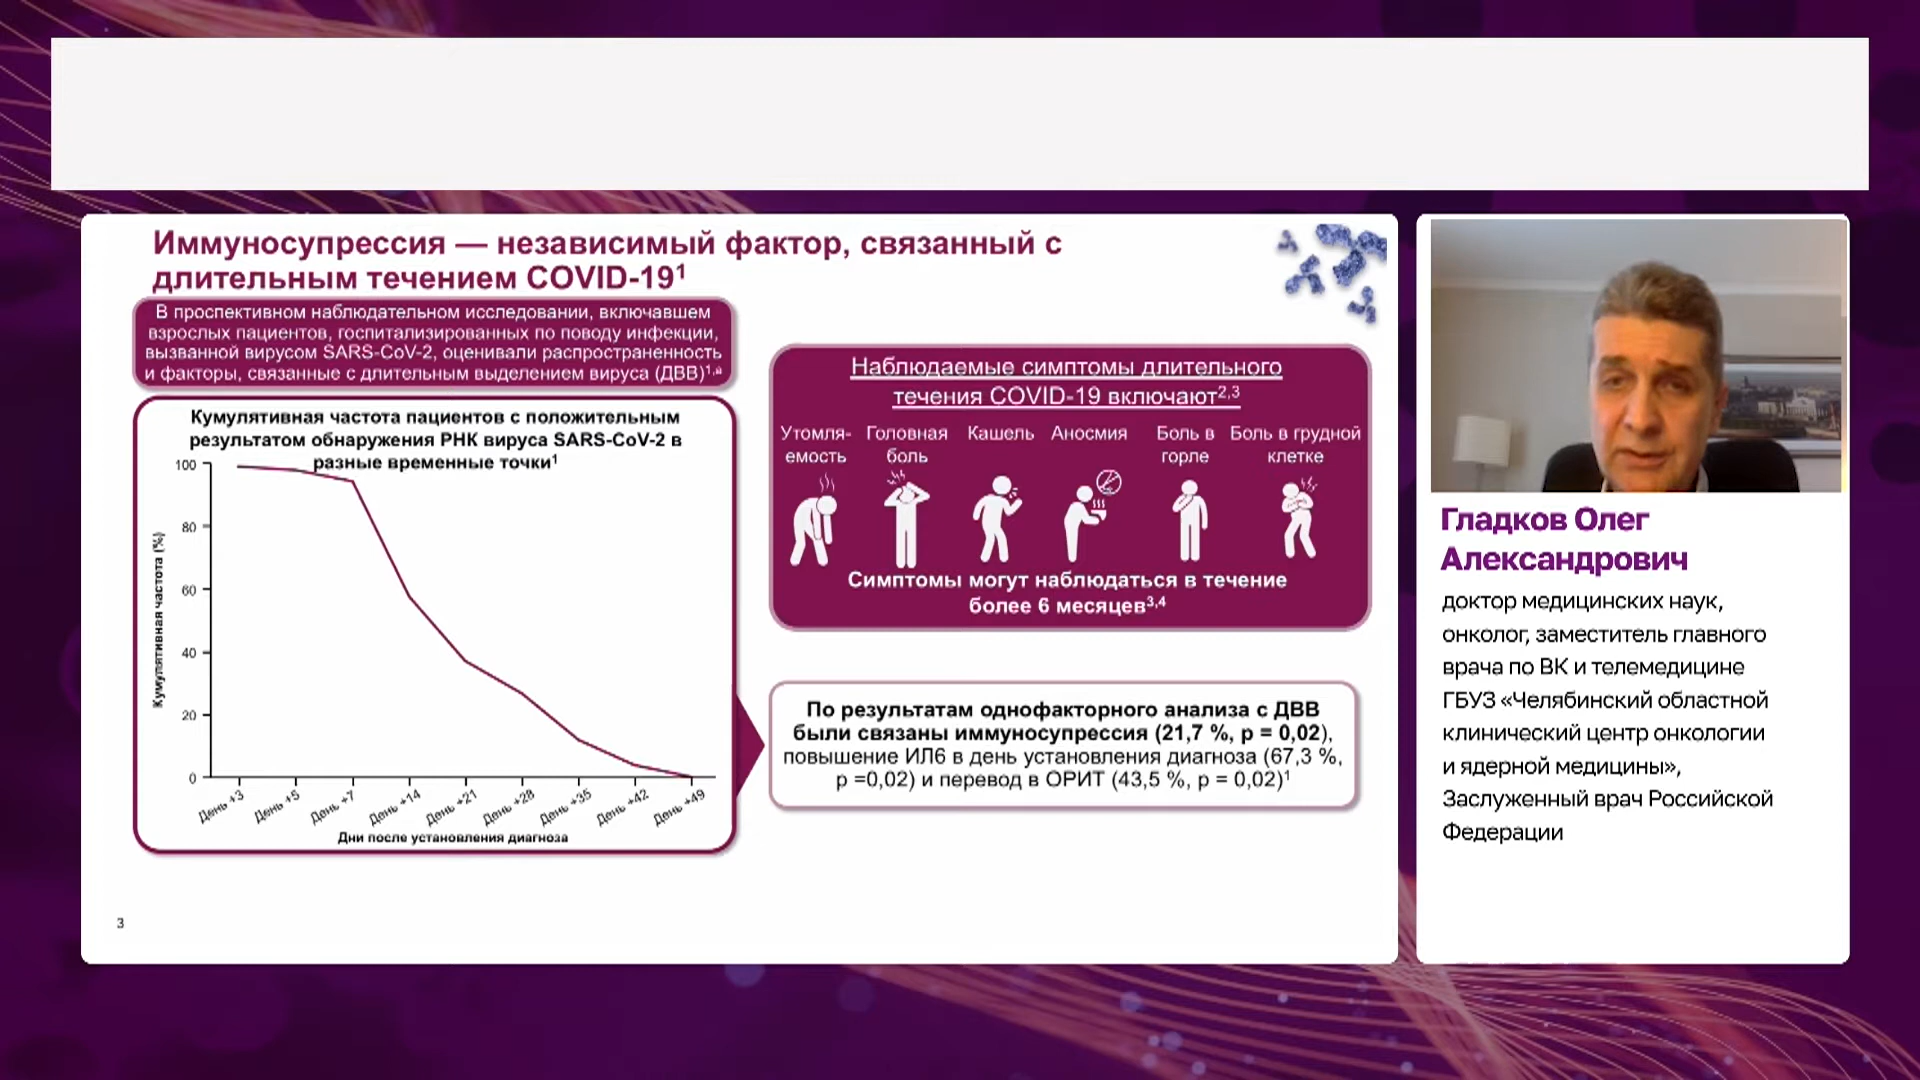 Иммуносупрессия — независимый фактор, связанный с
длительным течением COVID-19¹
В проспективном наблюдательном исследовании, включавшем
взрослых пациентов, госпитализированных по поводу инфекции,
вызванной вирусом SARS-CoV-2, оценивали распространенность
и факторы, связанные с длительным выделением вируса (ДВВ)¹,ᵃ
Кумулятивная частота пациентов с положительным
результатом обнаружения РНК вируса SARS-CoV-2 в
разные временные точки¹
Кумулятивная частота (%)
100
80
60
40
20
0
День +3
День +5
День +7
День +14
День +21
День +28
День +35
День +42
День +49
Дни после установления диагноза
Наблюдаемые симптомы длительного
течения COVID-19 включают²,³
Утомля-
емость
Головная
боль
Кашель
Аносмия
Боль в
горле
Боль в грудной
клетке
Симптомы могут наблюдаться в течение
более 6 месяцев³,⁴
По результатам однофакторного анализа с ДВВ
были связаны иммуносупрессия (21,7 %, p = 0,02),
повышение ИЛ6 в день установления диагноза (67,3 %,
p =0,02) и перевод в ОРИТ (43,5 %, p = 0,02)¹
3
Гладков Олег
Александрович
доктор медицинских наук,
онколог, заместитель главного
врача по ВК и телемедицине
ГБУЗ «Челябинский областной
клинический центр онкологии
и ядерной медицины»,
Заслуженный врач Российской
Федерации